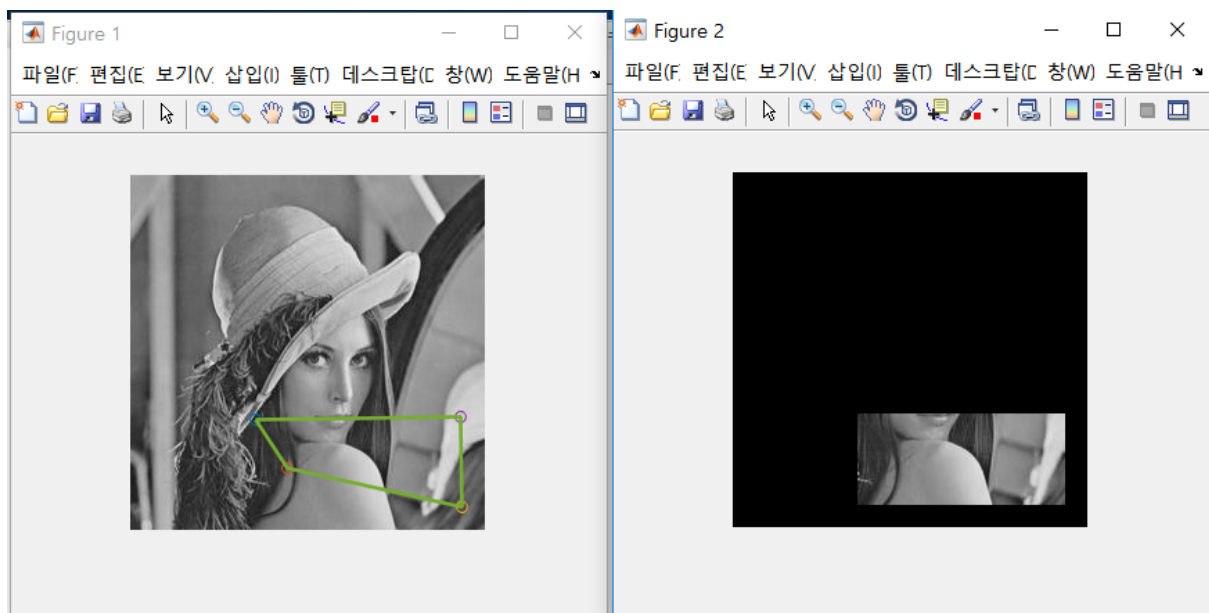 Figure 1
파일(F 편집(E 보기(V. 삽입(I) 툴(T) 데스크탑(D 창(W) 도움말(H
Figure 2
파일(F 편집(E 보기(V. 삽입(I) 툴(T) 데스크탑(D 창(W) 도움말(H